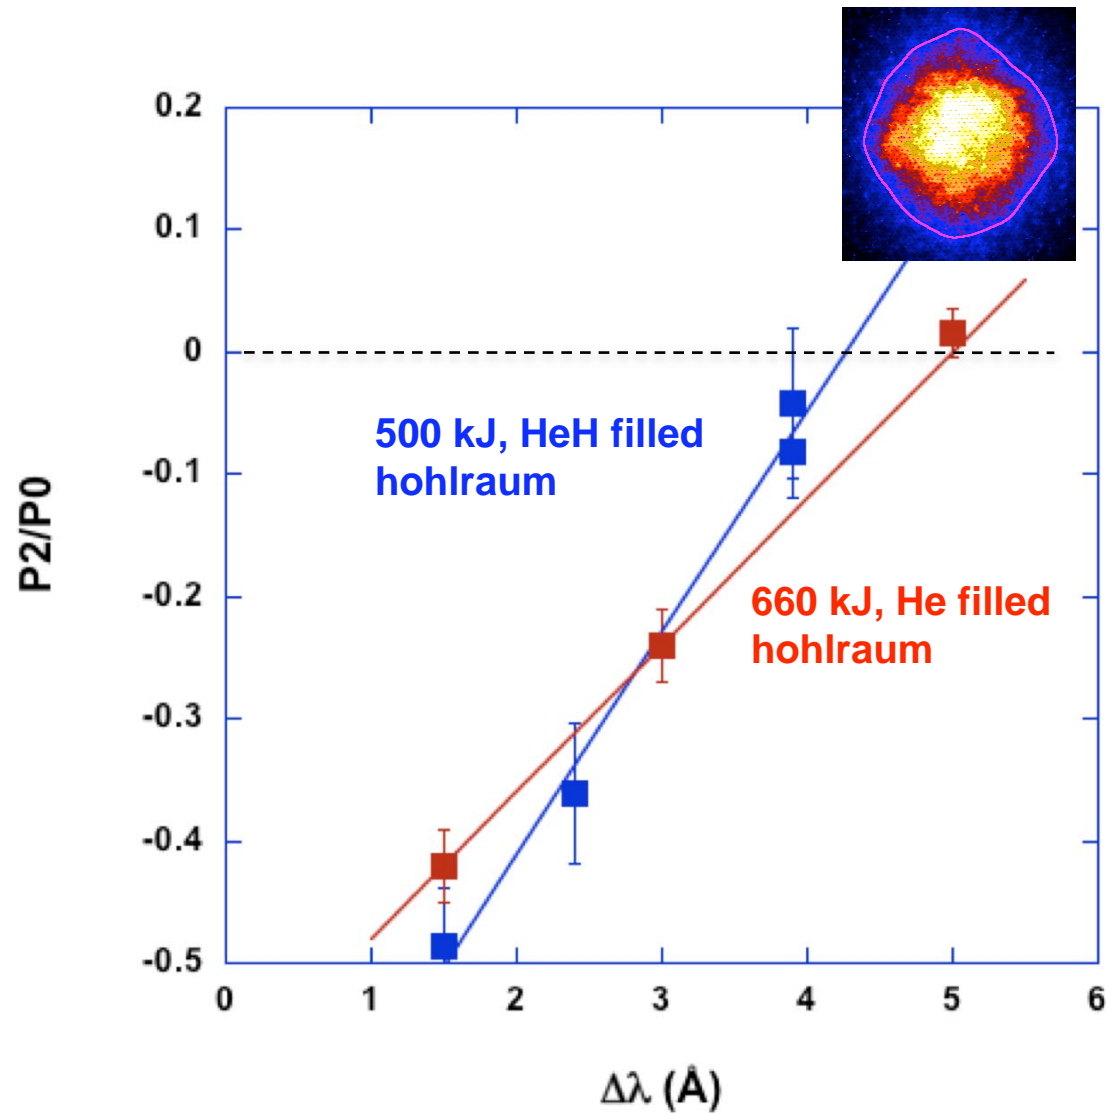 0.2
0.1
0
-0.1
-0.2
-0.3
-0.4
-0.5
P2/P0
500 kJ, HeH filled
hohlraum
660 kJ, He filled
hohlraum
0 1 2 3 4 5 6
Δλ (Å)